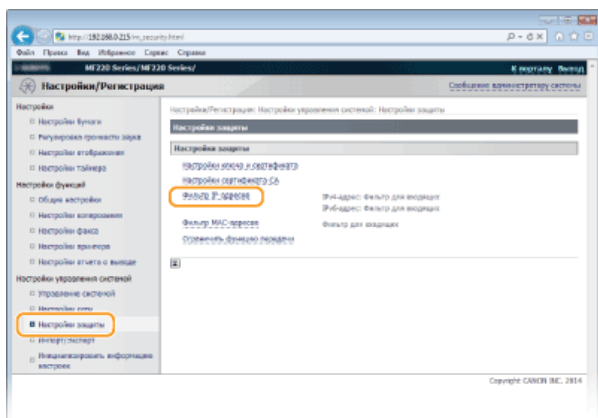 http://192.168.0.215/m_security.html
Файл Правка Вид Избранное Сервис Справка
MF220 Series/MF220 Series/
К порталу Выход
Настройки/Регистрация
Сообщение администратору системы
Настройки
Настройки бумаги
Регулировка громкости звука
Настройки отображения
Настройки таймера
Настройки функций
Общие настройки
Настройки копирования
Настройки факса
Настройки принтера
Настройки отчета о выводе
Настройки управления системой
Управление системой
Настройки сети
Настройки защиты
Импорт/Экспорт
Инициализировать информацию
настроек
Настройки/Регистрация: Настройки управления системой: Настройки защиты
Настройки защиты
Настройки защиты
Настройки ключа и сертификата
Настройки сертификата CA
Фильтр IP-адресов
IPv4-адрес: Фильтр для входящих
IPv6-адрес: Фильтр для входящих
Фильтр MAC-адресов
Фильтр для входящих
Ограничить функцию передачи
Copyright CANON INC. 2014